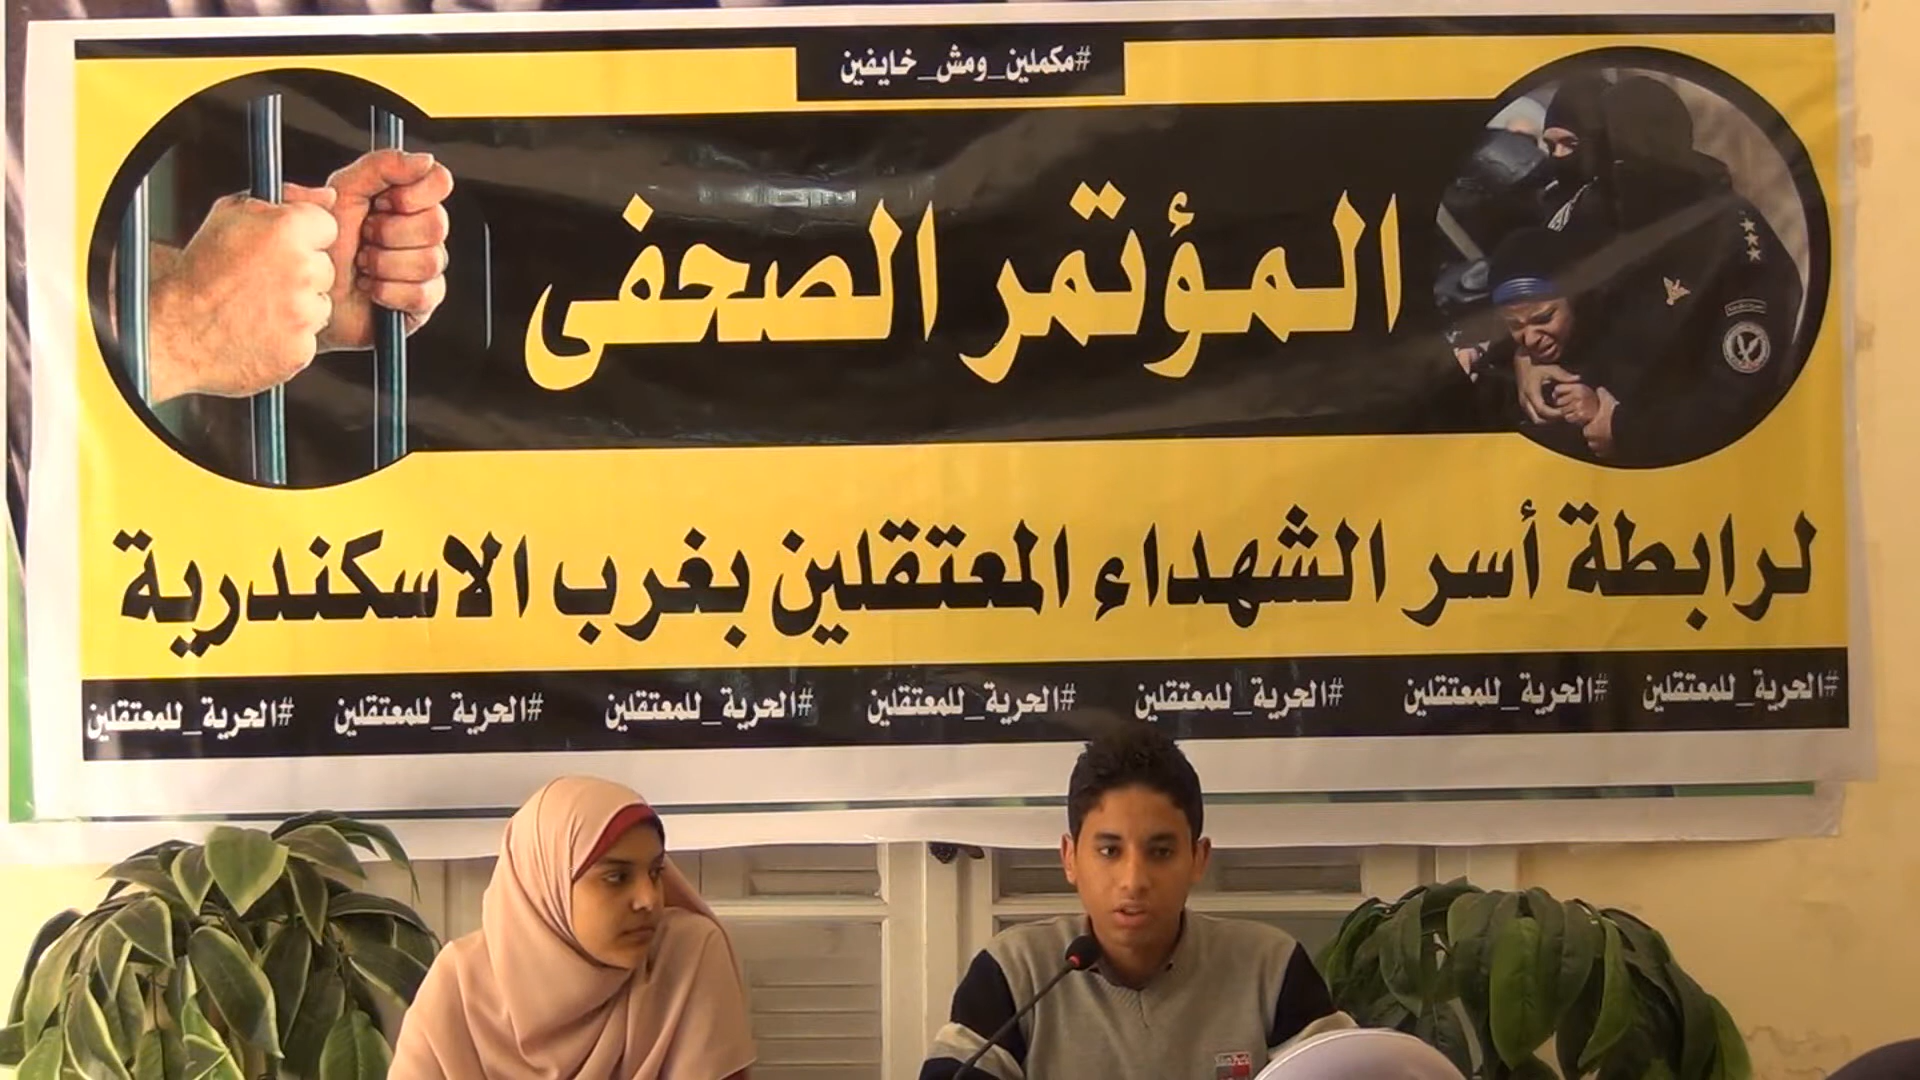 #مكملين_ومش_خايفين
المؤتمر الصحفى
لرابطة أسر الشهداء المعتقلين بغرب الاسكندرية
#الحرية_للمعتقلين #الحرية_للمعتقلين #الحرية_للمعتقلين #الحرية_للمعتقلين #الحرية_للمعتقلين #الحرية_للمعتقلين #الحرية_للمعتقلين